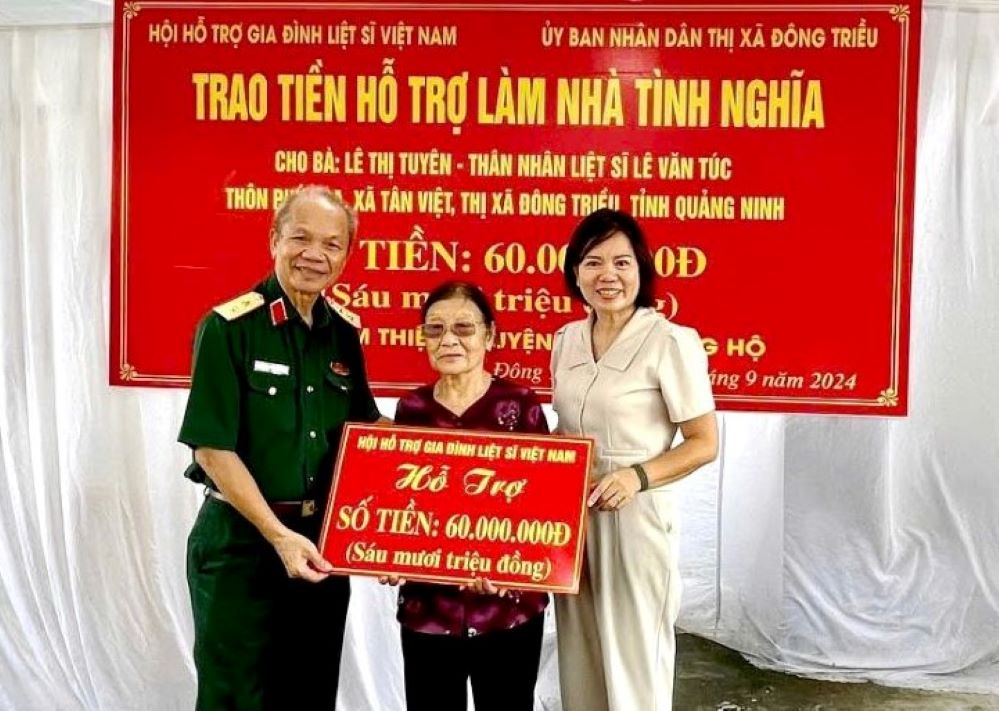 HỘI HỖ TRỢ GIA ĐÌNH LIỆT SĨ VIỆT NAM
ỦY BAN NHÂN DÂN THỊ XÃ ĐÔNG TRIỀU
TRAO TIỀN HỖ TRỢ LÀM NHÀ TÌNH NGHĨA
CHO BÀ: LÊ THỊ TUYÊN - THÂN NHÂN LIỆT SĨ LÊ VĂN TÚC
THÔN XÃ TÂN VIỆT, THỊ XÃ ĐÔNG TRIỀU, TỈNH QUẢNG NINH
TIỀN:
(Sáu mươi triệu
THIỆN HỘ
Đông 9 năm 2024
HỘI HỖ TRỢ GIA ĐÌNH LIỆT SĨ VIỆT NAM
Hỗ Trợ
SỐ TIỀN: 60.000.000Đ
(Sáu mươi triệu đồng)